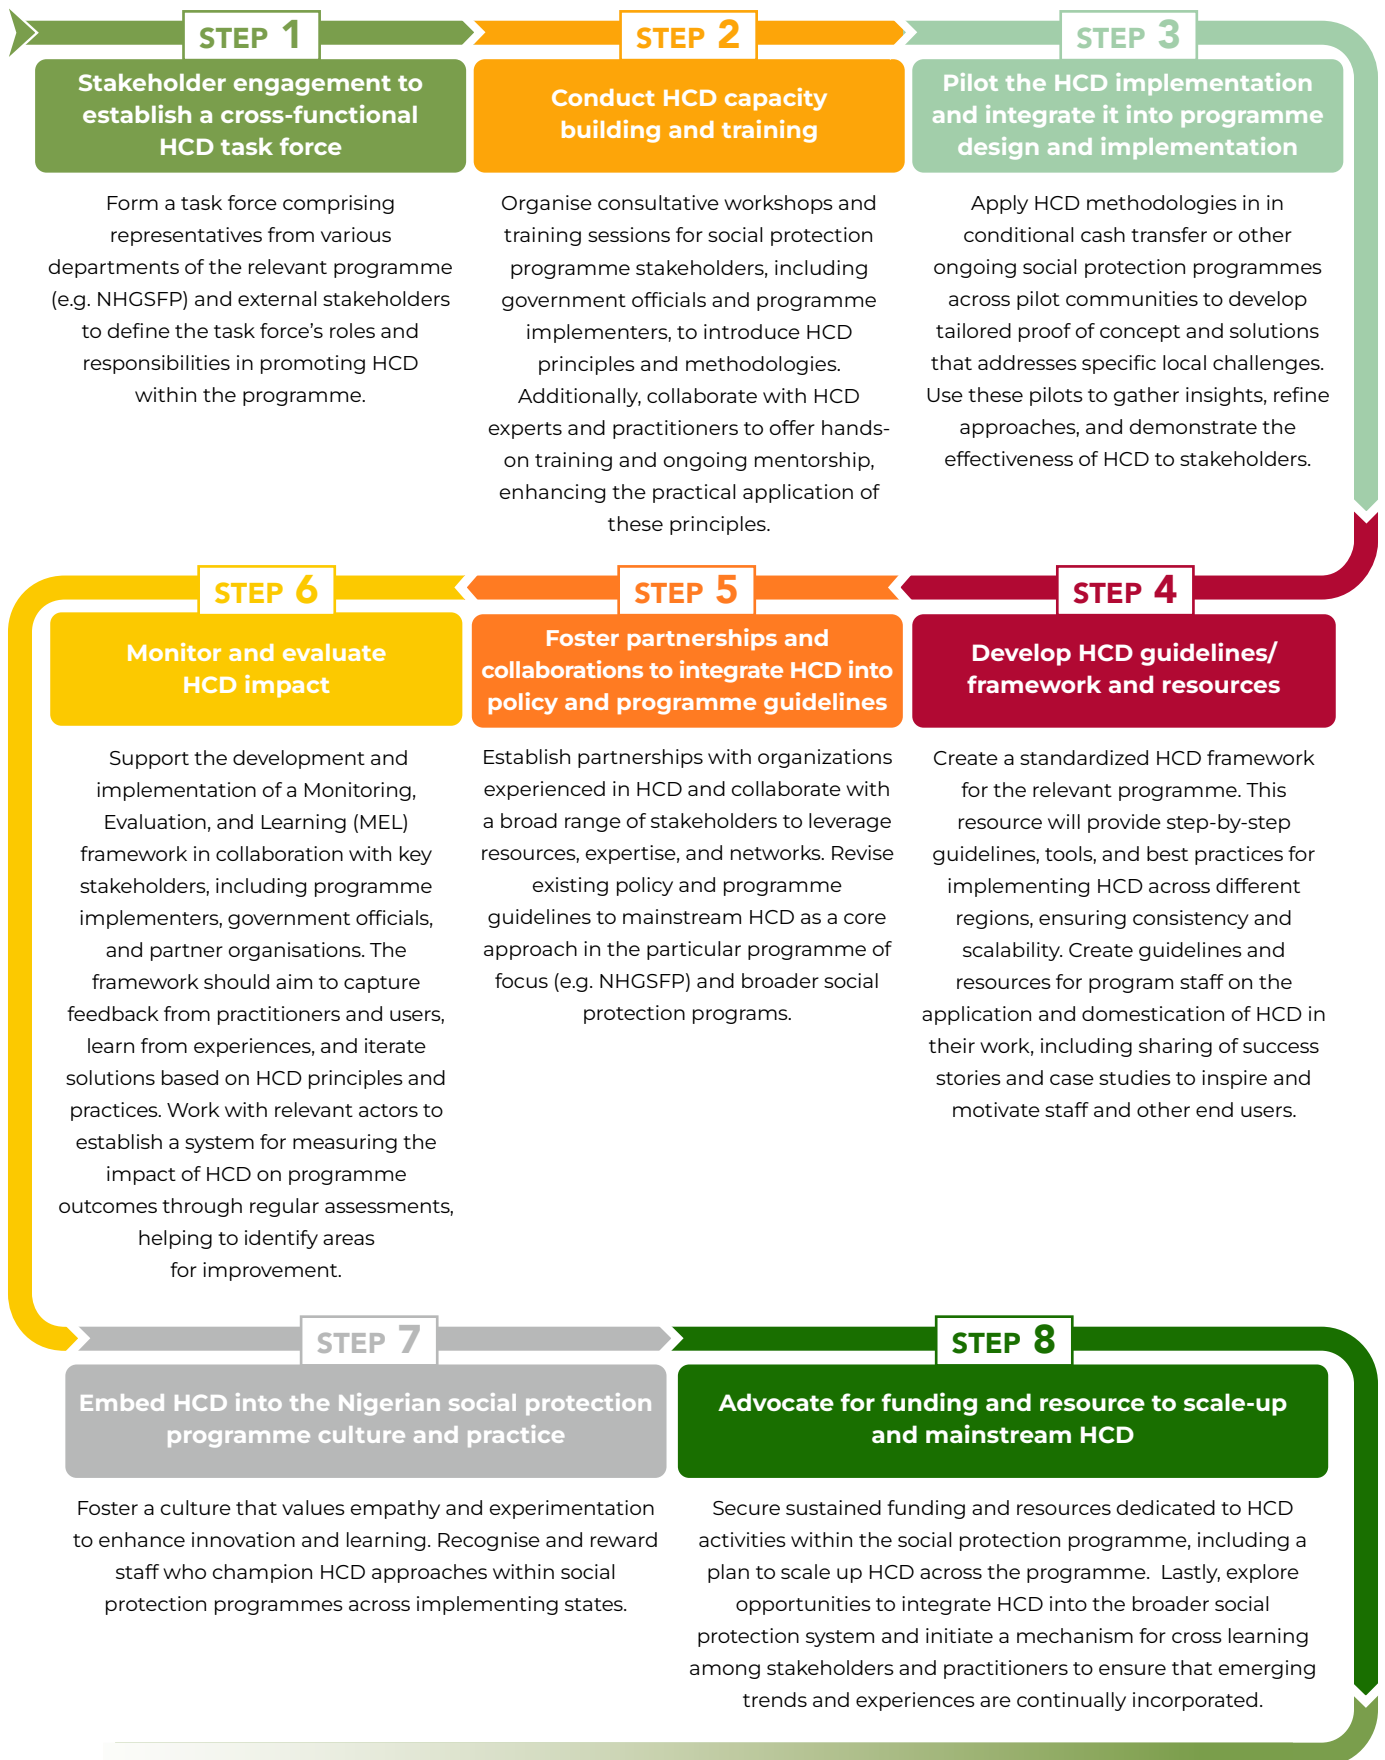 STEP 1
Stakeholder engagement to
establish a cross-functional
HCD task force
Form a task force comprising
representatives from various
departments of the relevant programme
(e.g. NHGSFP) and external stakeholders
to define the task force's roles and
responsibilities in promoting HCD
within the programme.
STEP 2
Conduct HCD capacity
building and training
Organise consultative workshops and
training sessions for social protection
programme stakeholders, including
government officials and programme
implementers, to introduce HCD
principles and methodologies.
Additionally, collaborate with HCD
experts and practitioners to offer hands-
on training and ongoing mentorship,
enhancing the practical application of
these principles.
STEP 3
Pilot the HCD implementation
and integrate it into programme
design and implementation
Apply HCD methodologies in in
conditional cash transfer or other
ongoing social protection programmes
across pilot communities to develop
tailored proof of concept and solutions
that addresses specific local challenges.
Use these pilots to gather insights, refine
approaches, and demonstrate the
effectiveness of HCD to stakeholders.
STEP 4
Develop HCD guidelines/
framework and resources
Create a standardized HCD framework
for the relevant programme. This
resource will provide step-by-step
guidelines, tools, and best practices for
implementing HCD across different
regions, ensuring consistency and
scalability. Create guidelines and
resources for program staff on the
application and domestication of HCD in
their work, including sharing of success
stories and case studies to inspire and
motivate staff and other end users.
STEP 5
Foster partnerships and
collaborations to integrate HCD into
policy and programme guidelines
Establish partnerships with organizations
experienced in HCD and collaborate with
a broad range of stakeholders to leverage
resources, expertise, and networks. Revise
existing policy and programme
guidelines to mainstream HCD as a core
approach in the particular programme of
focus (e.g. NHGSFP) and broader social
protection programs.
STEP 6
Monitor and evaluate
HCD impact
Support the development and
implementation of a Monitoring,
Evaluation, and Learning (MEL)
framework in collaboration with key
stakeholders, including programme
implementers, government officials,
and partner organisations. The
framework should aim to capture
feedback from practitioners and users,
learn from experiences, and iterate
solutions based on HCD principles and
practices. Work with relevant actors to
establish a system for measuring the
impact of HCD on programme
outcomes through regular assessments,
helping to identify areas
for improvement.
STEP 7
Embed HCD into the Nigerian social protection
programme culture and practice
Foster a culture that values empathy and experimentation
to enhance innovation and learning. Recognise and reward
staff who champion HCD approaches within social
protection programmes across implementing states.
STEP 8
Advocate for funding and resource to scale-up
and mainstream HCD
Secure sustained funding and resources dedicated to HCD
activities within the social protection programme, including a
plan to scale up HCD across the programme. Lastly, explore
opportunities to integrate HCD into the broader social
protection system and initiate a mechanism for cross learning
among stakeholders and practitioners to ensure that emerging
trends and experiences are continually incorporated.